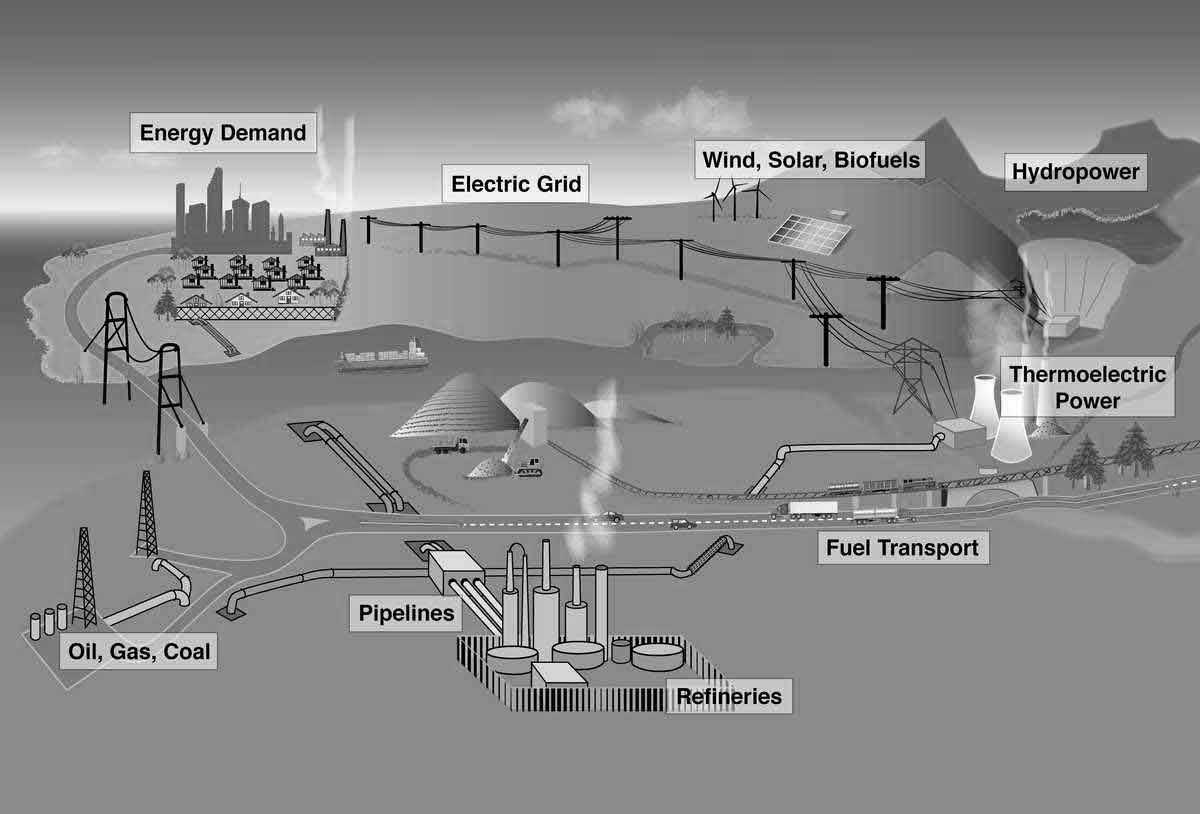 Energy Demand
Electric Grid
Wind, Solar, Biofuels
Hydropower
Thermoelectric
Power
Fuel Transport
Pipelines
Oil, Gas, Coal
Refineries